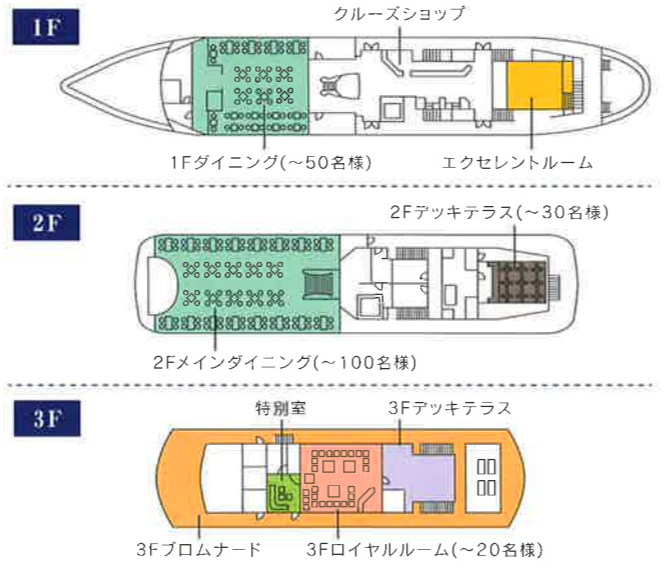 1F
クルーズショップ
1Fダイニング(～50名様)
エクセレントルーム
2F
2Fデッキテラス(～30名様)
2Fメインダイニング(～100名様)
3F
特別室
3Fデッキテラス
3Fプロムナード
3Fロイヤルルーム(～20名様)